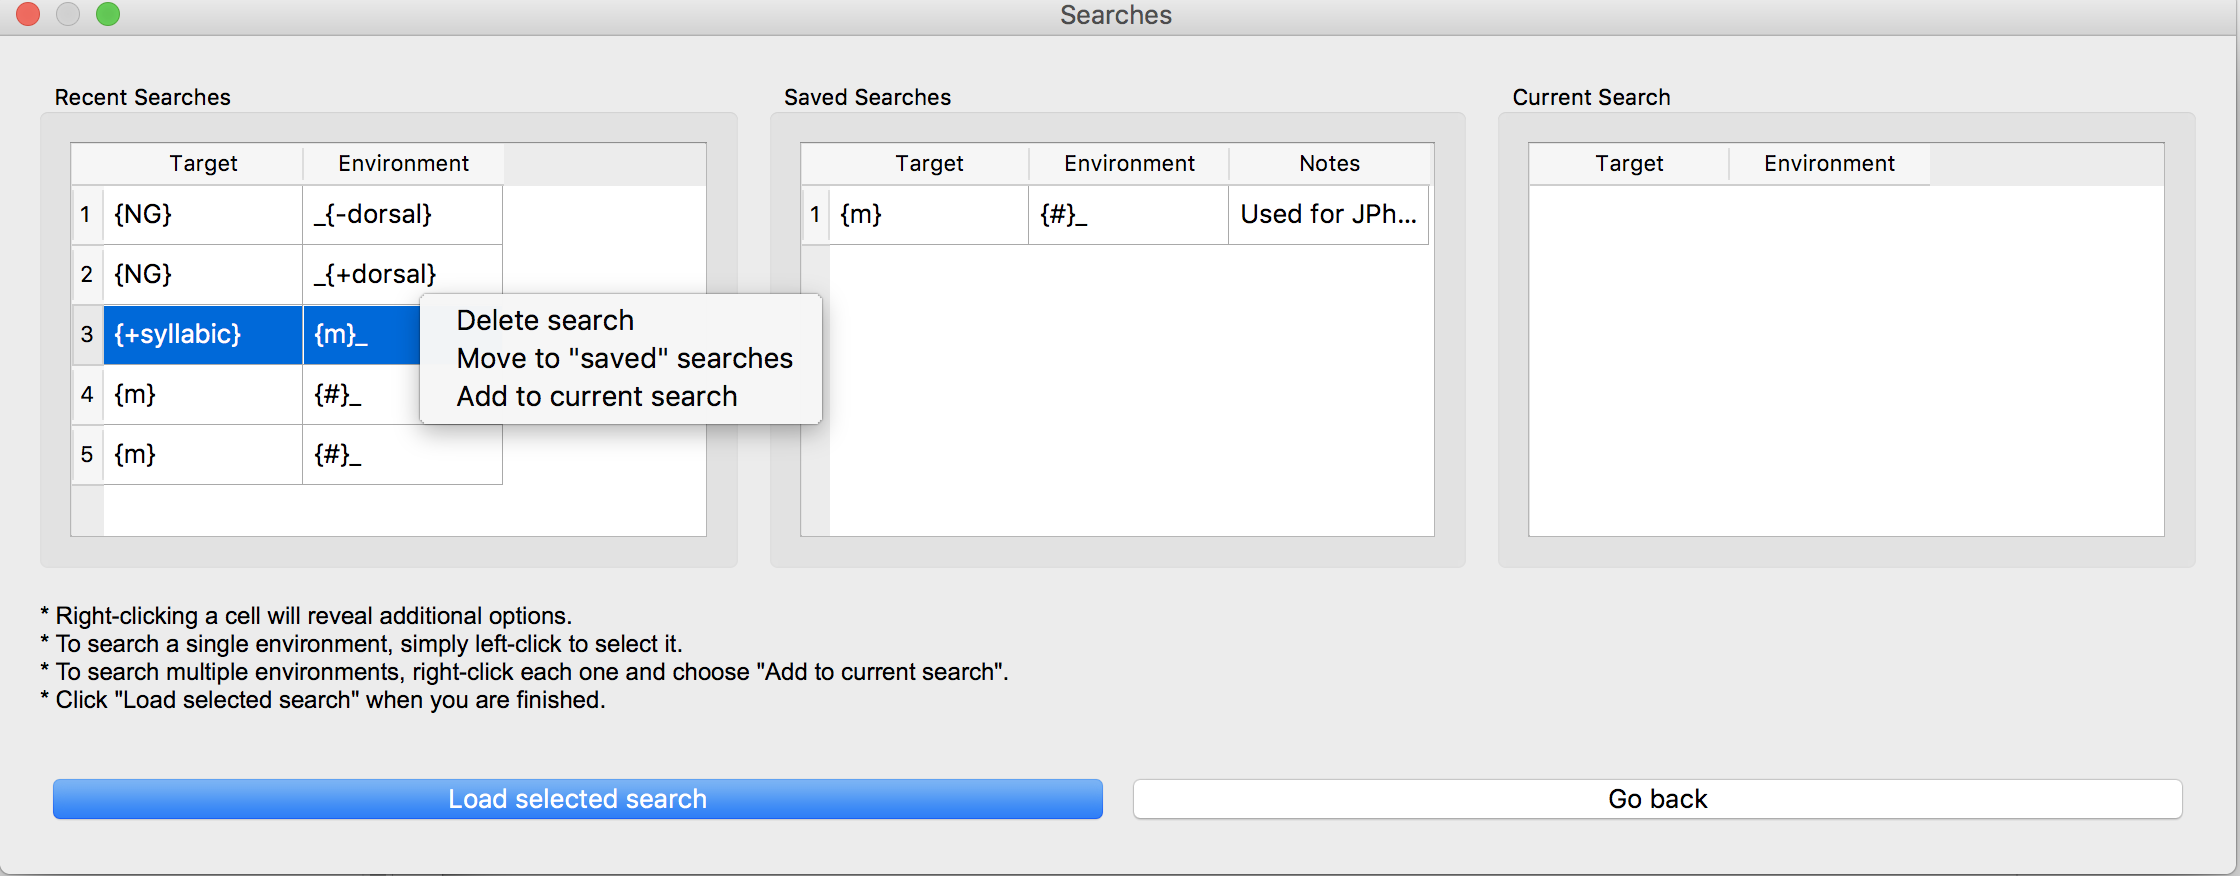 Searches
Recent Searches
Target Environment
1 {NG} _{-dorsal}
2 {NG} _{+dorsal}
3 {+syllabic} {m}_
4 {m} {#}_
5 {m} {#}_
Delete search
Move to "saved" searches
Add to current search
Saved Searches
Target Environment Notes
1 {m} {#}_ Used for JPh...
Current Search
Target Environment
* Right-clicking a cell will reveal additional options.
* To search a single environment, simply left-click to select it.
* To search multiple environments, right-click each one and choose "Add to current search".
* Click "Load selected search" when you are finished.
Load selected search
Go back